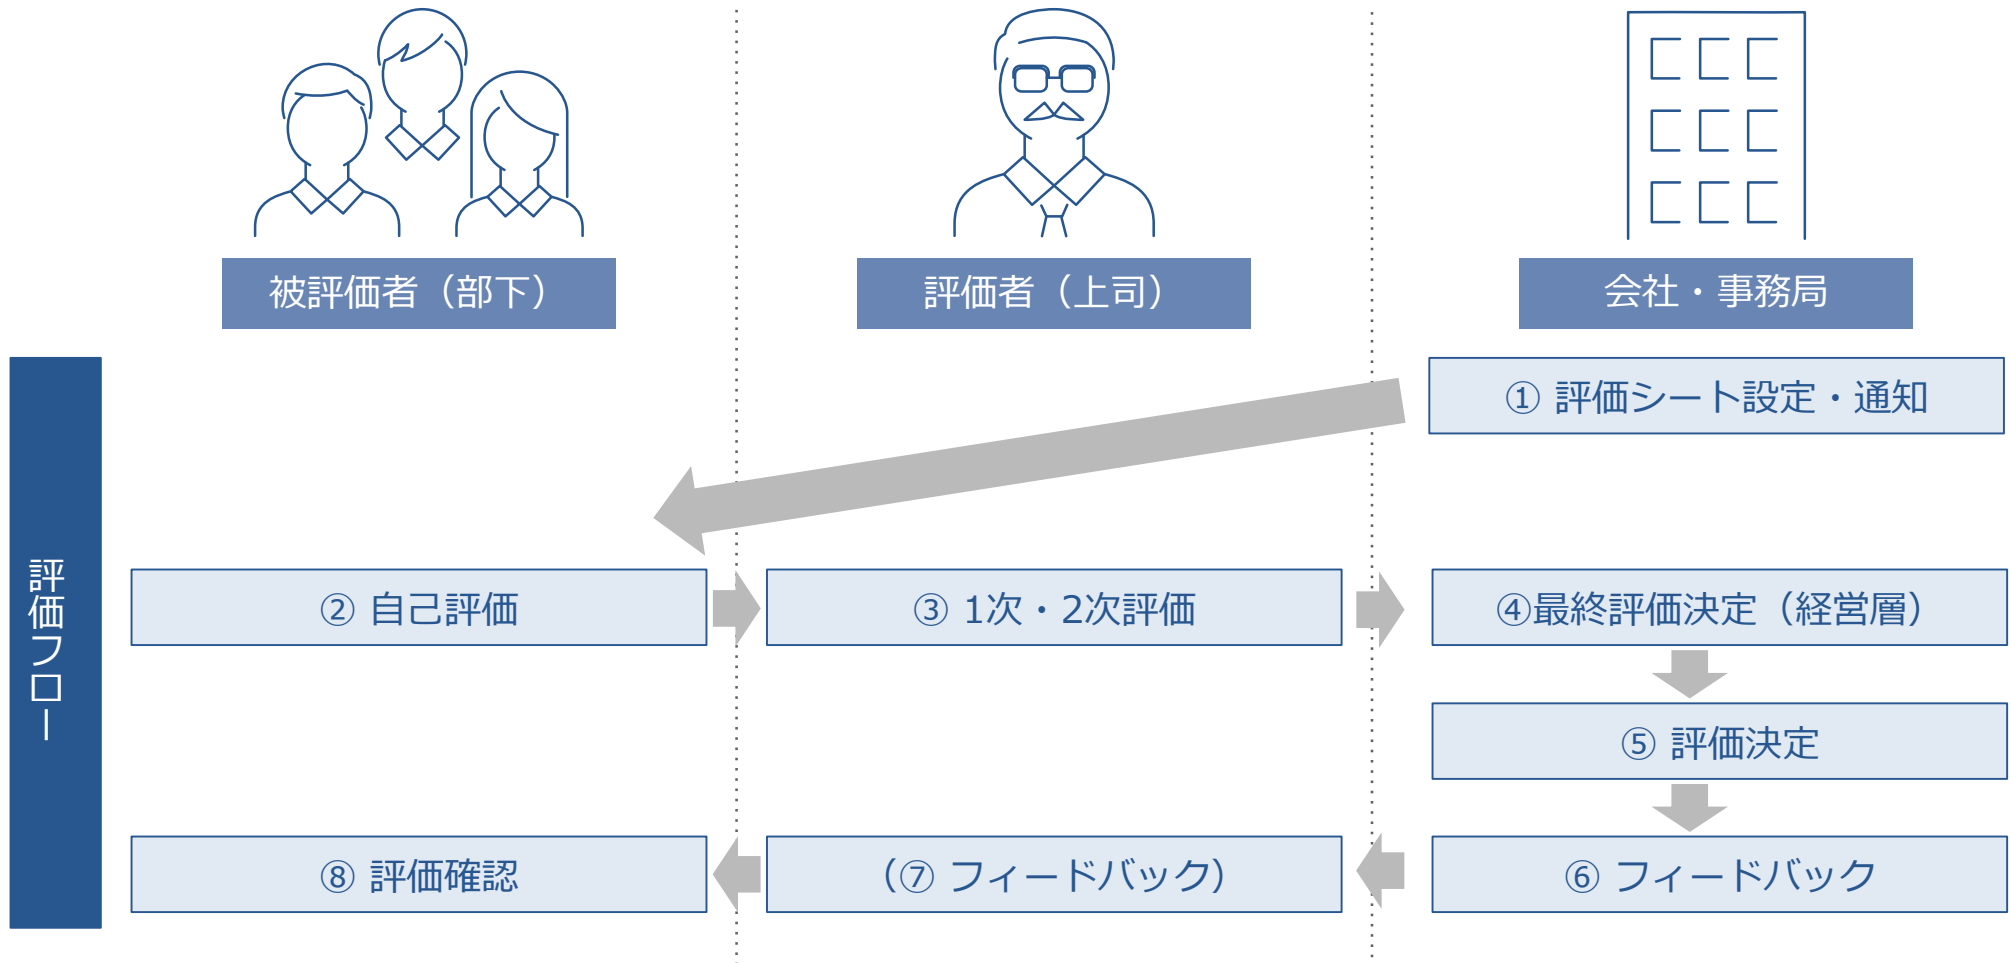 被評価者（部下）
評価者（上司）
会社・事務局
評価フロー
① 評価シート設定・通知
② 自己評価
③ 1次・2次評価
④最終評価決定（経営層）
⑤ 評価決定
⑥ フィードバック
（⑦ フィードバック）
⑧ 評価確認